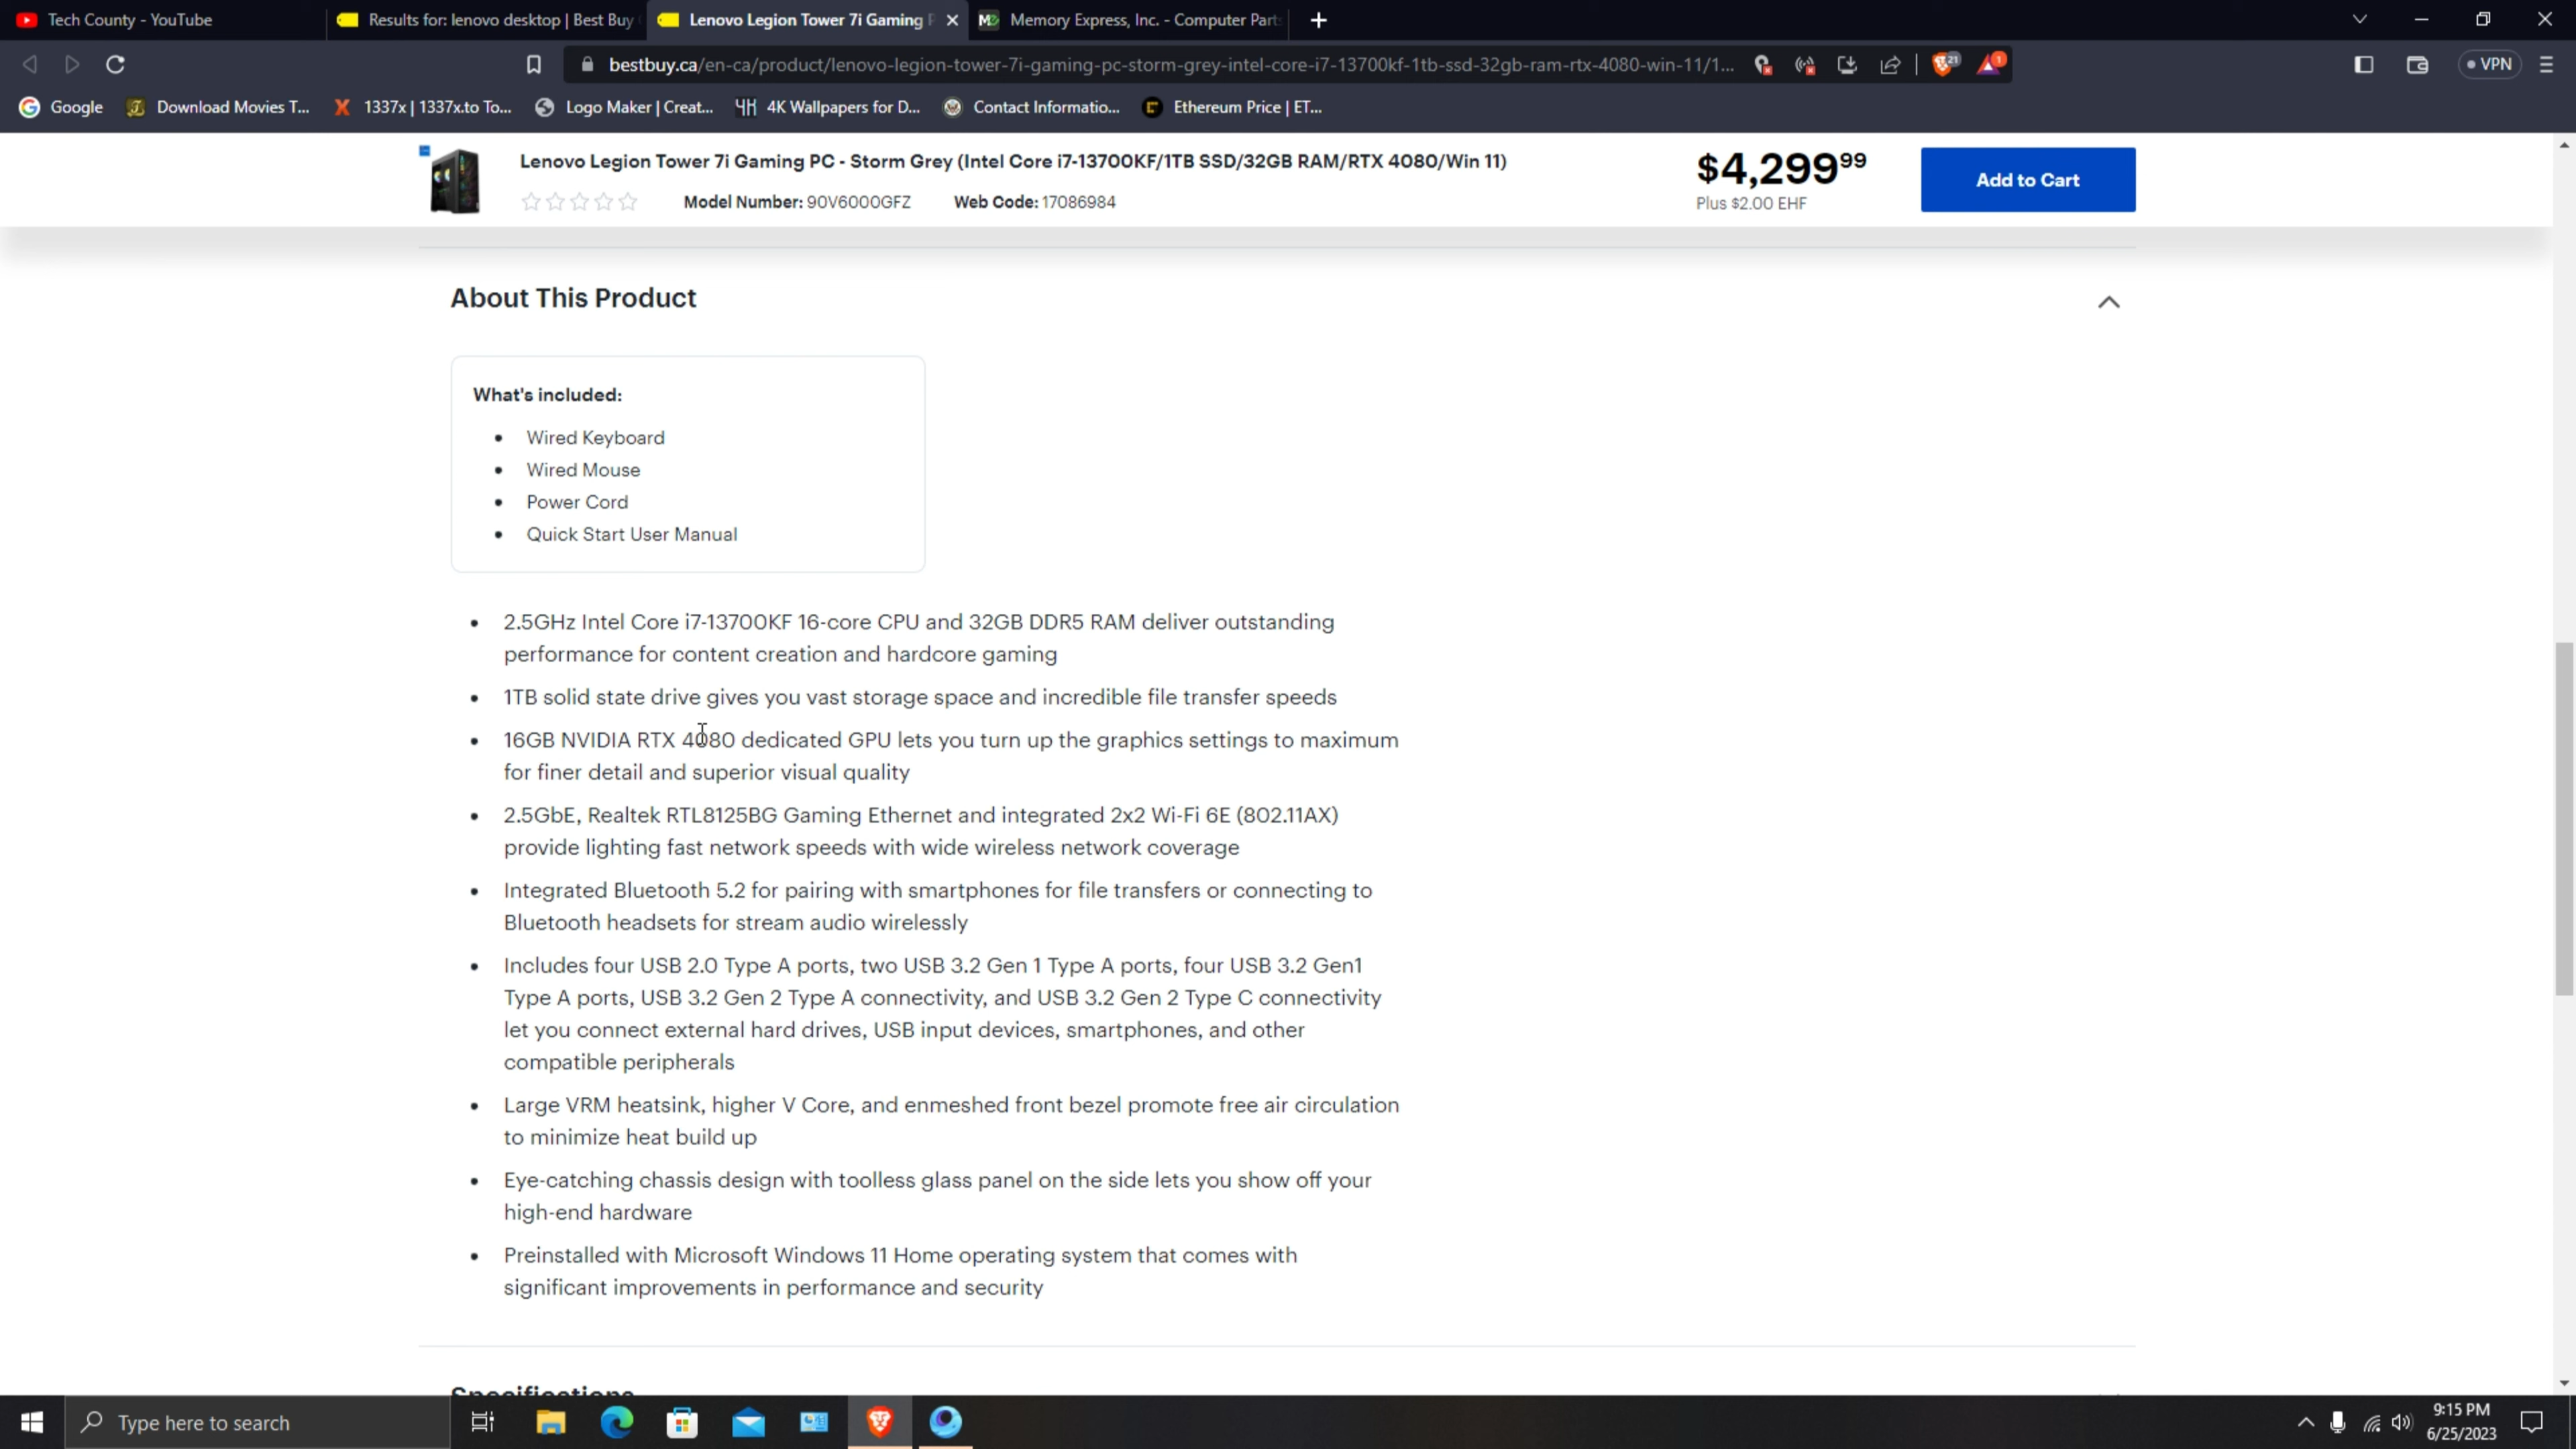 Tech County - YouTube
Results for: lenovo desktop | Best Buy
Lenovo Legion Tower 7i Gaming P
Memory Express, Inc. - Computer Parts
bestbuy.ca/en-ca/product/lenovo-legion-tower-7i-gaming-pc-storm-grey-intel-core-i7-13700kf-1tb-ssd-32gb-ram-rtx-4080-win-11/1...
21
1
VPN
Google
Download Movies T...
1337x | 1337x.to To...
Logo Maker | Creat...
4K Wallpapers for D...
Contact Informatio...
Ethereum Price | ET...
Lenovo Legion Tower 7i Gaming PC - Storm Grey (Intel Core i7-13700KF/1TB SSD/32GB RAM/RTX 4080/Win 11)
Model Number: 90V6000GFZ Web Code: 17086984
$4,299.99
Plus $2.00 EHF
Add to Cart
About This Product
What's included:
Wired Keyboard
Wired Mouse
Power Cord
Quick Start User Manual
2.5GHz Intel Core i7-13700KF 16-core CPU and 32GB DDR5 RAM deliver outstanding
performance for content creation and hardcore gaming
1TB solid state drive gives you vast storage space and incredible file transfer speeds
16GB NVIDIA RTX 4080 dedicated GPU lets you turn up the graphics settings to maximum
for finer detail and superior visual quality
2.5GbE, Realtek RTL8125BG Gaming Ethernet and integrated 2x2 Wi-Fi 6E (802.11AX)
provide lighting fast network speeds with wide wireless network coverage
Integrated Bluetooth 5.2 for pairing with smartphones for file transfers or connecting to
Bluetooth headsets for stream audio wirelessly
Includes four USB 2.0 Type A ports, two USB 3.2 Gen 1 Type A ports, four USB 3.2 Gen1
Type A ports, USB 3.2 Gen 2 Type A connectivity, and USB 3.2 Gen 2 Type C connectivity
let you connect external hard drives, USB input devices, smartphones, and other
compatible peripherals
Large VRM heatsink, higher V Core, and enmeshed front bezel promote free air circulation
to minimize heat build up
Eye-catching chassis design with toolless glass panel on the side lets you show off your
high-end hardware
Preinstalled with Microsoft Windows 11 Home operating system that comes with
significant improvements in performance and security
Specifications
Type here to search
9:15 PM
6/25/2023